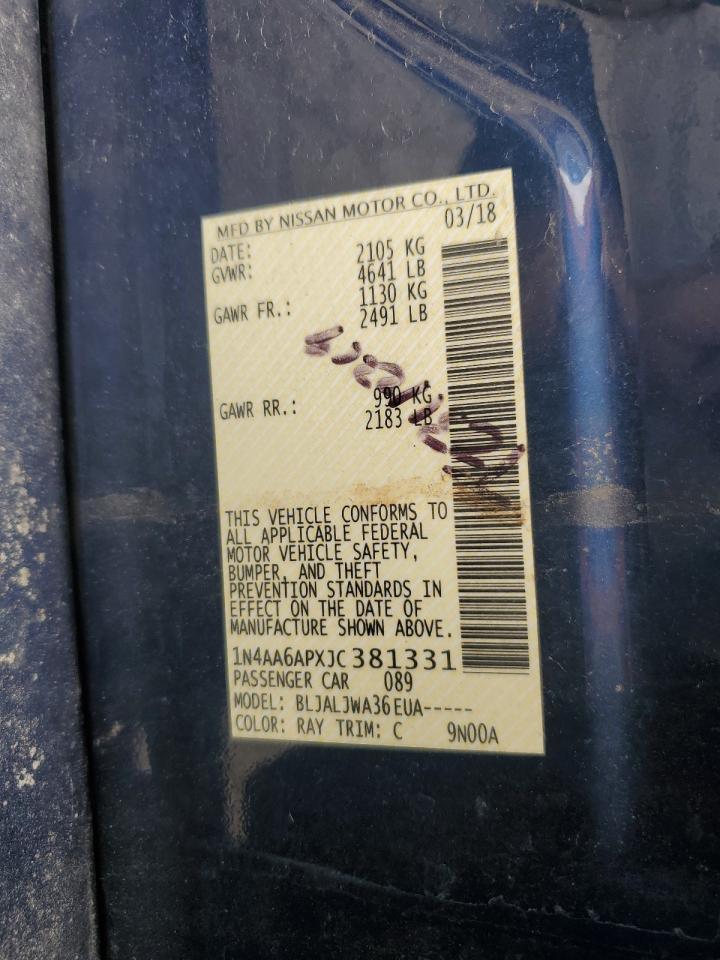 MFD BY NISSAN MOTOR CO., LTD.
DATE: 03/18
GVWR: 2105 KG
4641 LB
GAWR FR.: 1130 KG
2491 LB
GAWR RR.: 990 KG
2183 LB
THIS VEHICLE CONFORMS TO
ALL APPLICABLE FEDERAL
MOTOR VEHICLE SAFETY,
BUMPER, AND THEFT
PREVENTION STANDARDS IN
EFFECT ON THE DATE OF
MANUFACTURE SHOWN ABOVE.
1N4AA6APXJC381331
PASSENGER CAR 089
MODEL: BLJALJWA36EUA-----
COLOR: RAY TRIM: C 9N00A